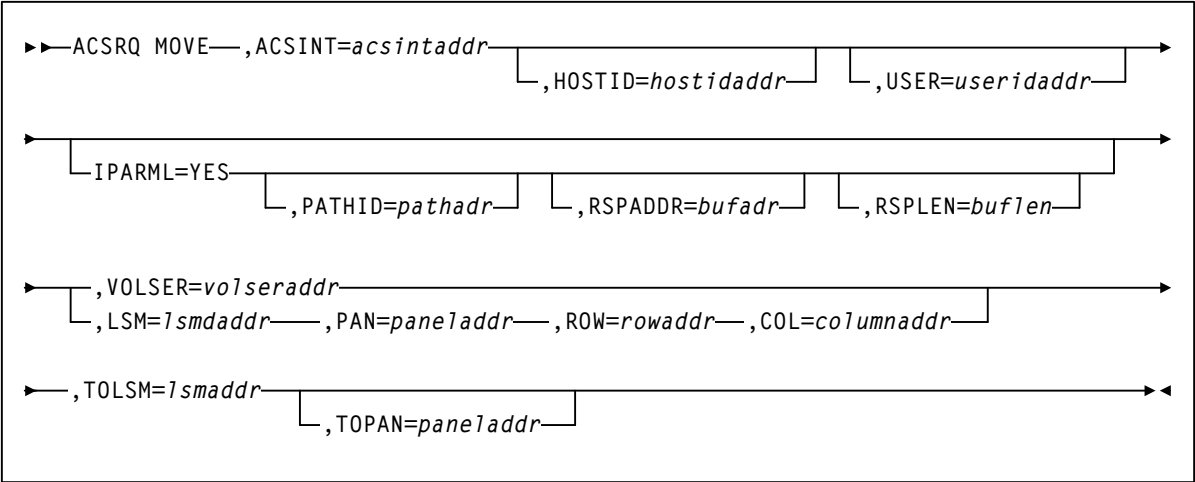 ACSRQ MOVE ,ACSINT=acsintaddr
,HOSTID=hostidaddr ,USER=useridaddr
IPARML=YES
,PATHID=pathadr ,RSPADDR=bufadr ,RSPLEN=buflen
,VOLSER=volseraddr
,LSM=lsmdaddr ,PAN=paneladdr ,ROW=rowaddr ,COL=columnaddr
,TOLSM=lsmaddr
,TOPAN=paneladdr